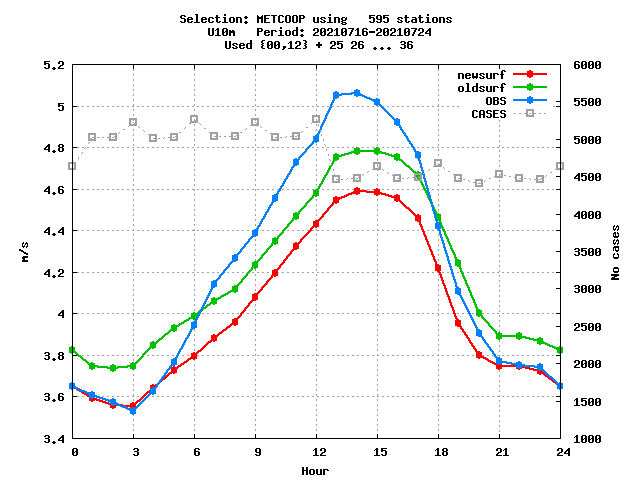 Selection: METCOOP using   595 stations
U10m   Period: 20210716-20210724
Used {00,12} + 25 26 ... 36
5.2
5
4.8
4.6
4.4
4.2
4
3.8
3.6
3.4
m/s
newsurf
oldsurf
OBS
CASES
6000
5500
5000
4500
4000
3500
3000
2500
2000
1500
1000
No cases
0 3 6 9 12 15 18 21 24
Hour